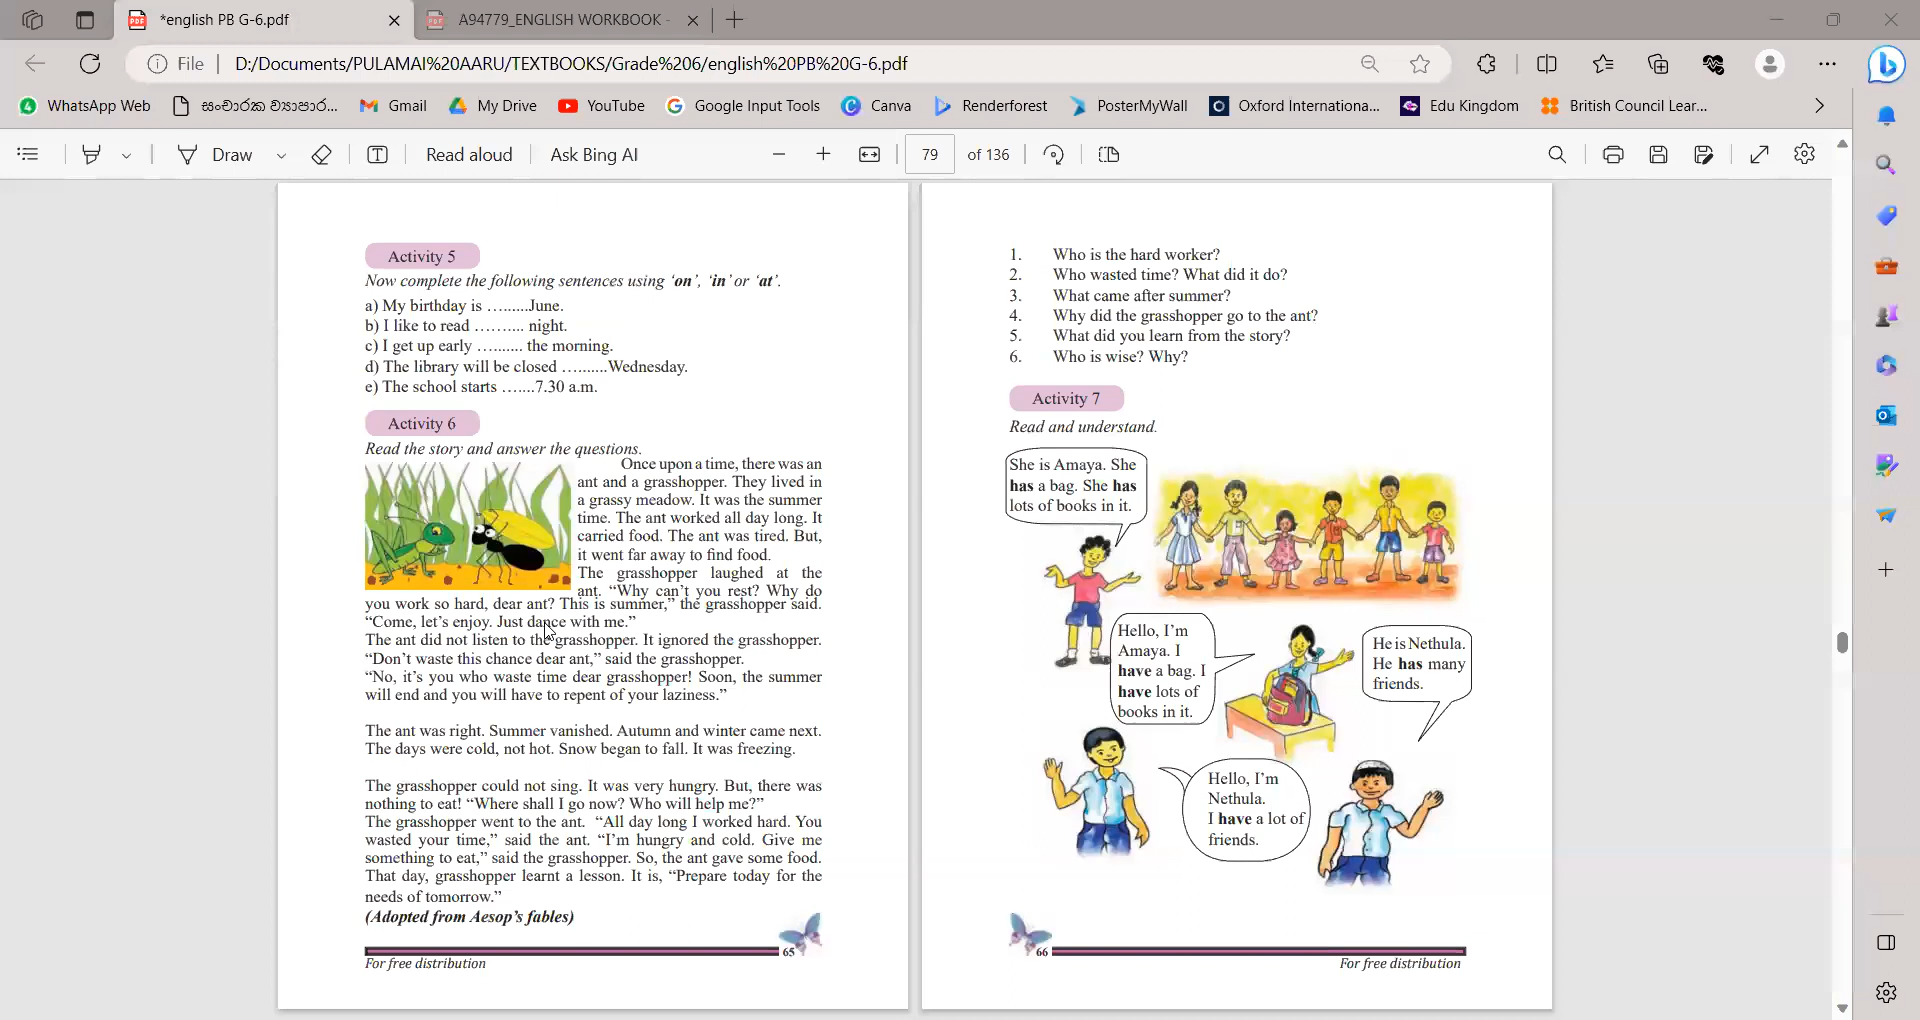 *english PB G-6.pdf
A94779_ENGLISH WORKBOOK -
File
D:/Documents/PULAMAI%20AARU/TEXTBOOKS/Grade%206/english%20PB%20G-6.pdf
WhatsApp Web
සංචාරක ව්‍යාපාර...
Gmail
My Drive
YouTube
Google Input Tools
Canva
Renderforest
PosterMyWall
Oxford Internationa...
Edu Kingdom
British Council Lear...
Draw
Read aloud
Ask Bing AI
79
of 136
Activity 5
Now complete the following sentences using ‘on’, ‘in’ or ‘at’.
a) My birthday is ….......June.
b) I like to read ……..... night.
c) I get up early …....... the morning.
d) The library will be closed ….......Wednesday.
e) The school starts …....7.30 a.m.
Activity 6
Read the story and answer the questions.
Once upon a time, there was an
ant and a grasshopper. They lived in
a grassy meadow. It was the summer
time. The ant worked all day long. It
carried food. The ant was tired. But,
it went far away to find food.
The grasshopper laughed at the
ant. “Why can’t you rest? Why do
you work so hard, dear ant? This is summer,” the grasshopper said.
“Come, let’s enjoy. Just dance with me.”
The ant did not listen to the grasshopper. It ignored the grasshopper.
“Don’t waste this chance dear ant,” said the grasshopper.
“No, it’s you who waste time dear grasshopper! Soon, the summer
will end and you will have to repent of your laziness.”
The ant was right. Summer vanished. Autumn and winter came next.
The days were cold, not hot. Snow began to fall. It was freezing.
The grasshopper could not sing. It was very hungry. But, there was
nothing to eat! “Where shall I go now? Who will help me?”
The grasshopper went to the ant. “All day long I worked hard. You
wasted your time,” said the ant. “I’m hungry and cold. Give me
something to eat,” said the grasshopper. So, the ant gave some food.
That day, grasshopper learnt a lesson. It is, “Prepare today for the
needs of tomorrow.”
(Adopted from Aesop’s fables)
65
For free distribution
1. Who is the hard worker?
2. Who wasted time? What did it do?
3. What came after summer?
4. Why did the grasshopper go to the ant?
5. What did you learn from the story?
6. Who is wise? Why?
Activity 7
Read and understand.
She is Amaya. She
has a bag. She has
lots of books in it.
Hello, I’m
Amaya. I
have a bag. I
have lots of
books in it.
He is Nethula.
He has many
friends.
Hello, I’m
Nethula.
I have a lot of
friends.
66
For free distribution